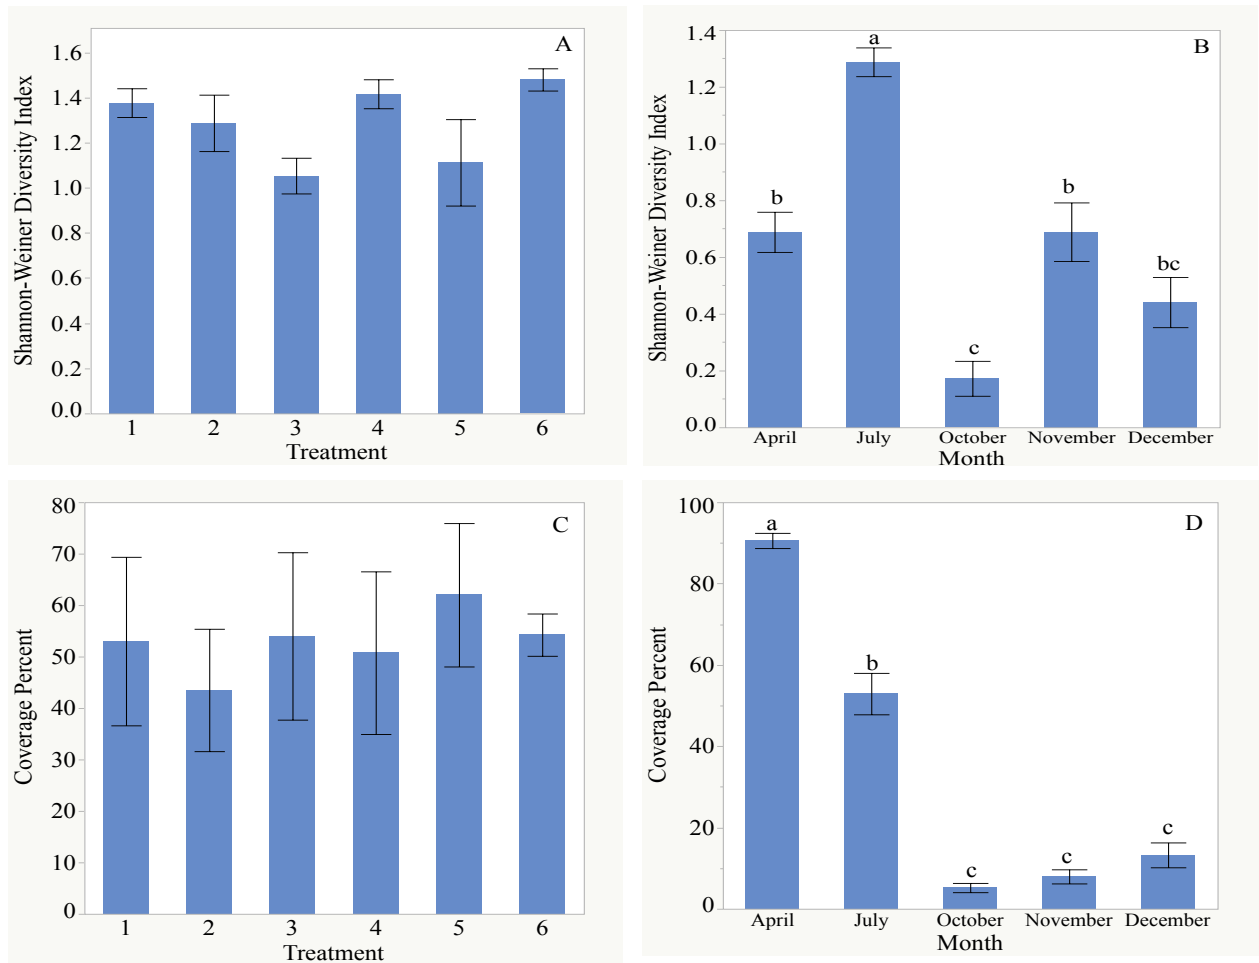 A
Shannon-Weiner Diversity Index
1.6
1.4
1.2
1.0
0.8
0.6
0.4
0.2
0.0
1 2 3 4 5 6
Treatment
B
Shannon-Weiner Diversity Index
1.4
1.2
1.0
0.8
0.6
0.4
0.2
0.0
b a c b bc
April July October November December
Month
C
Coverage Percent
80
70
60
50
40
30
20
10
0
1 2 3 4 5 6
Treatment
D
Coverage Percent
100
80
60
40
20
0
a b c c c
April July October November December
Month